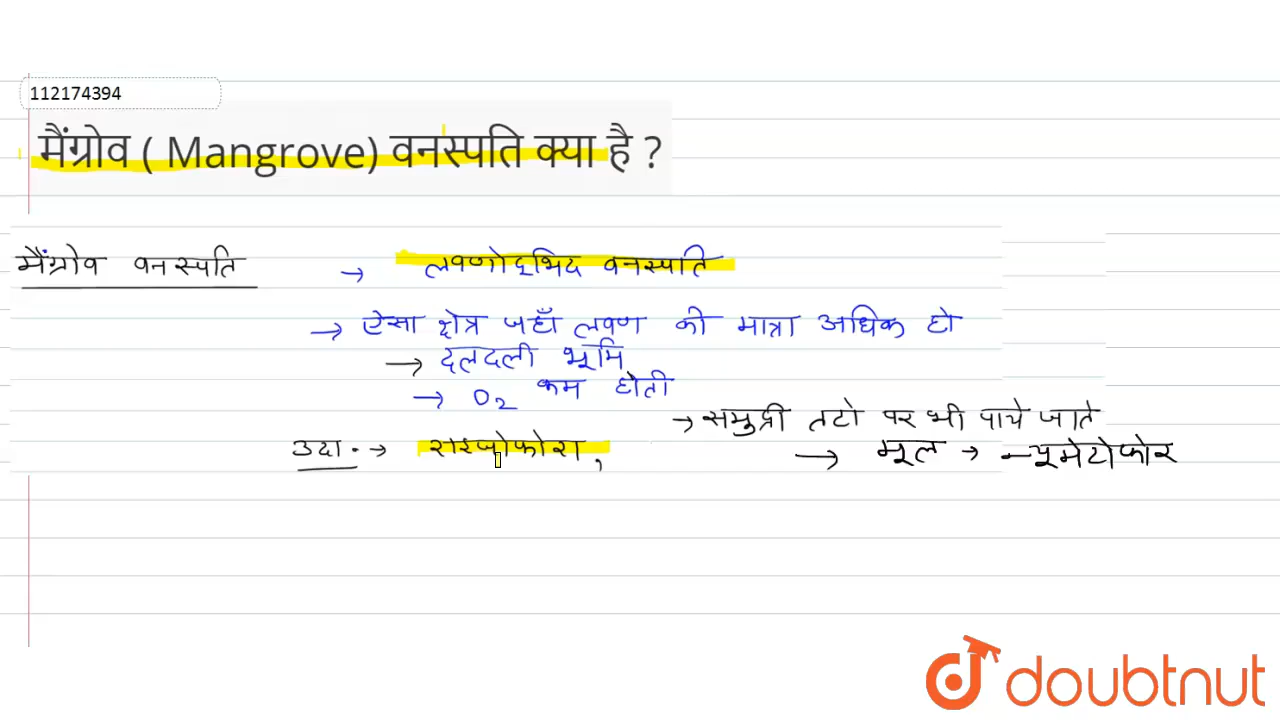 112174394
मैंग्रोव ( Mangrove) वनस्पति क्या है ?
मैंग्रोव वनस्पति → लवणोद्भिद वनस्पति
→ ऐसा क्षेत्र जहाँ लवण की मात्रा अधिक हो
→ दलदली भूमि
→ O2 कम होती
→ समुद्री तटो पर भी पाये जाते
उदा. → राइजोफोरा, → मूल → न्यूमेटोफोर
doubtnut